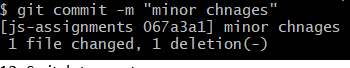 $ git commit -m "minor chnages"
[js-assignments 067a3a1] minor chnages
1 file changed, 1 deletion(-)